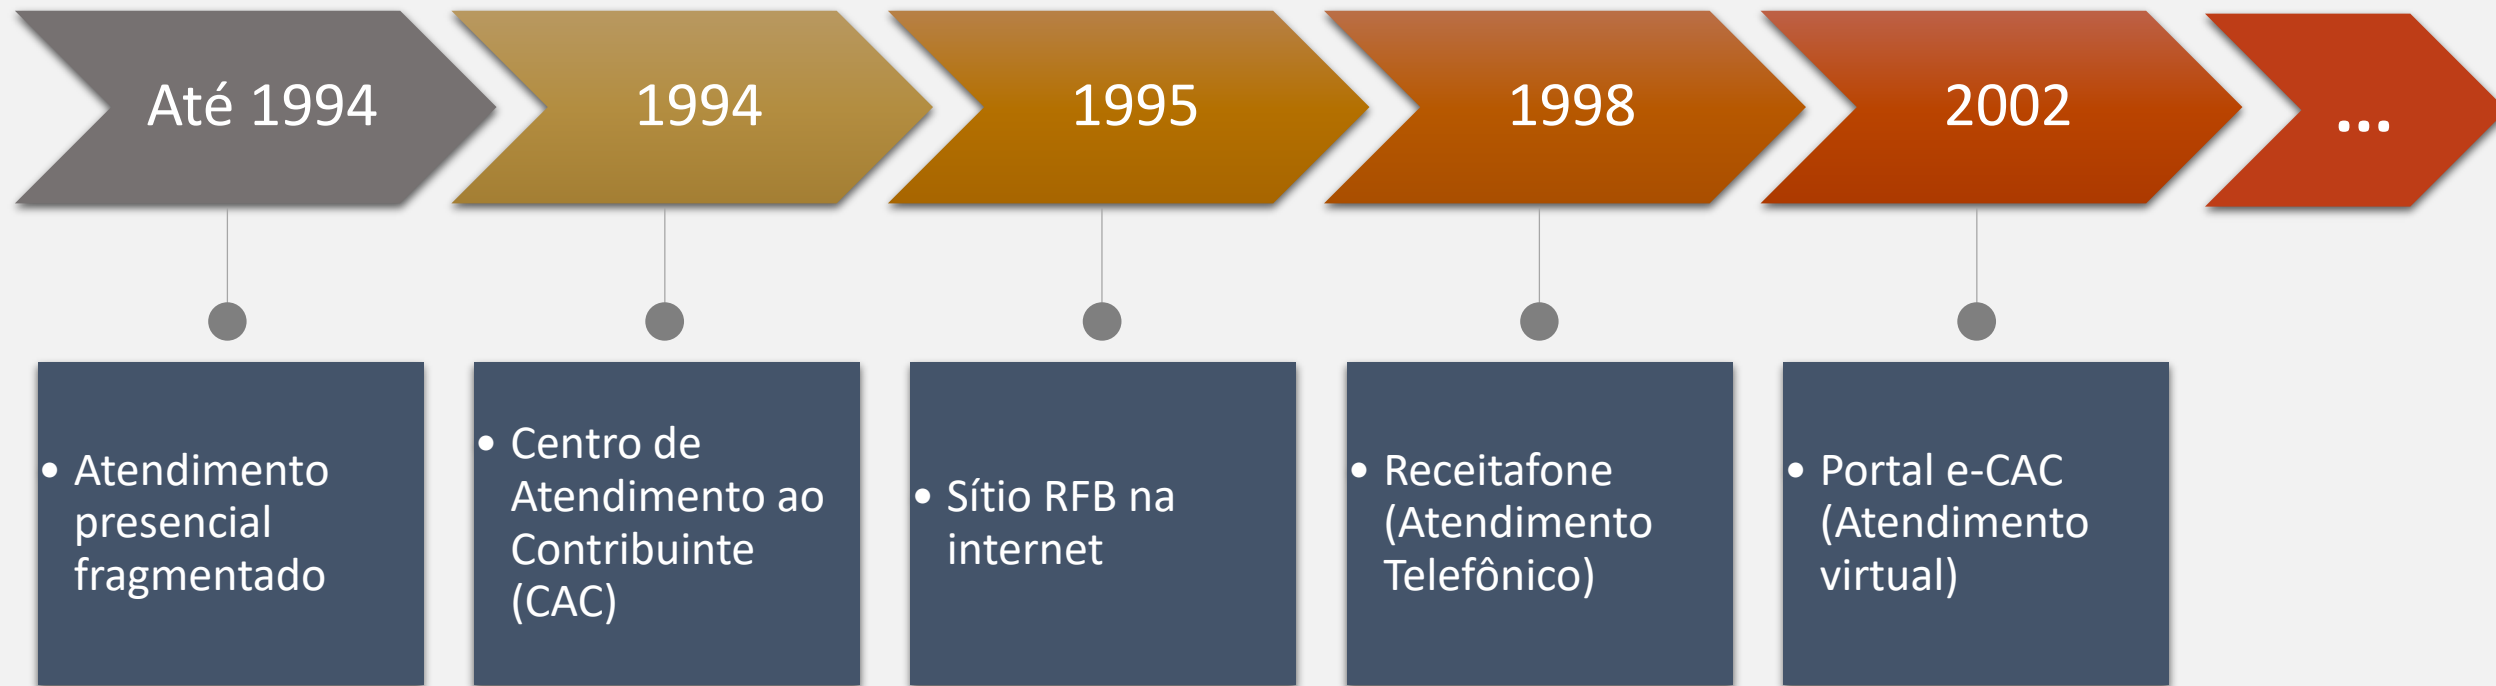 Até 1994
1994
1995
1998
2002
...
• Atendimento
presencial
fragmentado
• Centro de
Atendimento ao
Contribuinte
(CAC)
• Sítio RFB na
internet
• Receitafone
(Atendimento
Telefônico)
• Portal e-CAC
(Atendimento
virtual)